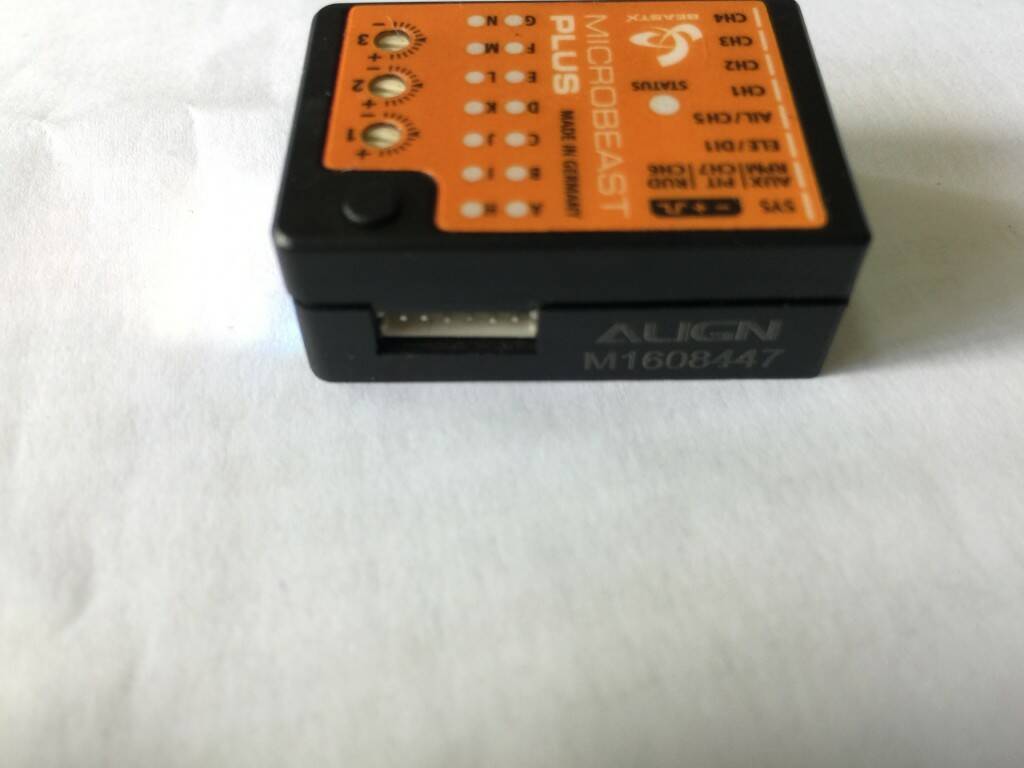 BEASTX
MICROBEAST
PLUS
MADE IN GERMANY
STATUS
CH4
CH3
CH2
CH1
AIL/CH5
ELE/DI1
AUX|PIT|RUD
RPM|CH7|CH6
SYS
- +
A H
B I
C J
D K
E L
F M
G N
+ 1 -
+ 2 -
+ 3 -
ALIGN
M1608447